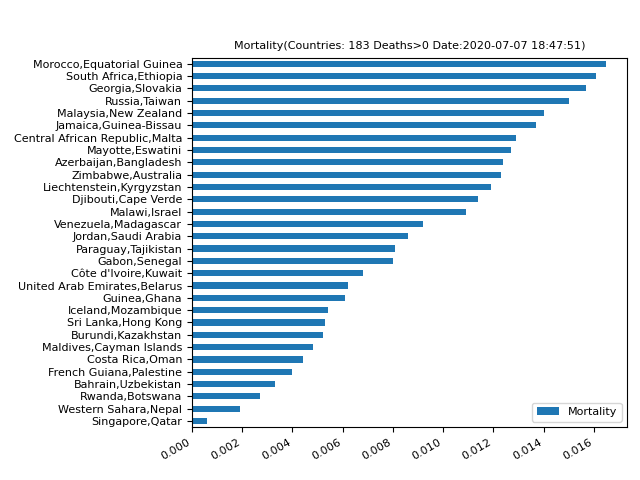 Mortality(Countries: 183 Deaths>0 Date:2020-07-07 18:47:51)
Morocco,Equatorial Guinea
South Africa,Ethiopia
Georgia,Slovakia
Russia,Taiwan
Malaysia,New Zealand
Jamaica,Guinea-Bissau
Central African Republic,Malta
Mayotte,Eswatini
Azerbaijan,Bangladesh
Zimbabwe,Australia
Liechtenstein,Kyrgyzstan
Djibouti,Cape Verde
Malawi,Israel
Venezuela,Madagascar
Jordan,Saudi Arabia
Paraguay,Tajikistan
Gabon,Senegal
Côte d'Ivoire,Kuwait
United Arab Emirates,Belarus
Guinea,Ghana
Iceland,Mozambique
Sri Lanka,Hong Kong
Burundi,Kazakhstan
Maldives,Cayman Islands
Costa Rica,Oman
French Guiana,Palestine
Bahrain,Uzbekistan
Rwanda,Botswana
Western Sahara,Nepal
Singapore,Qatar
Mortality
0.000 0.002 0.004 0.006 0.008 0.010 0.012 0.014 0.016